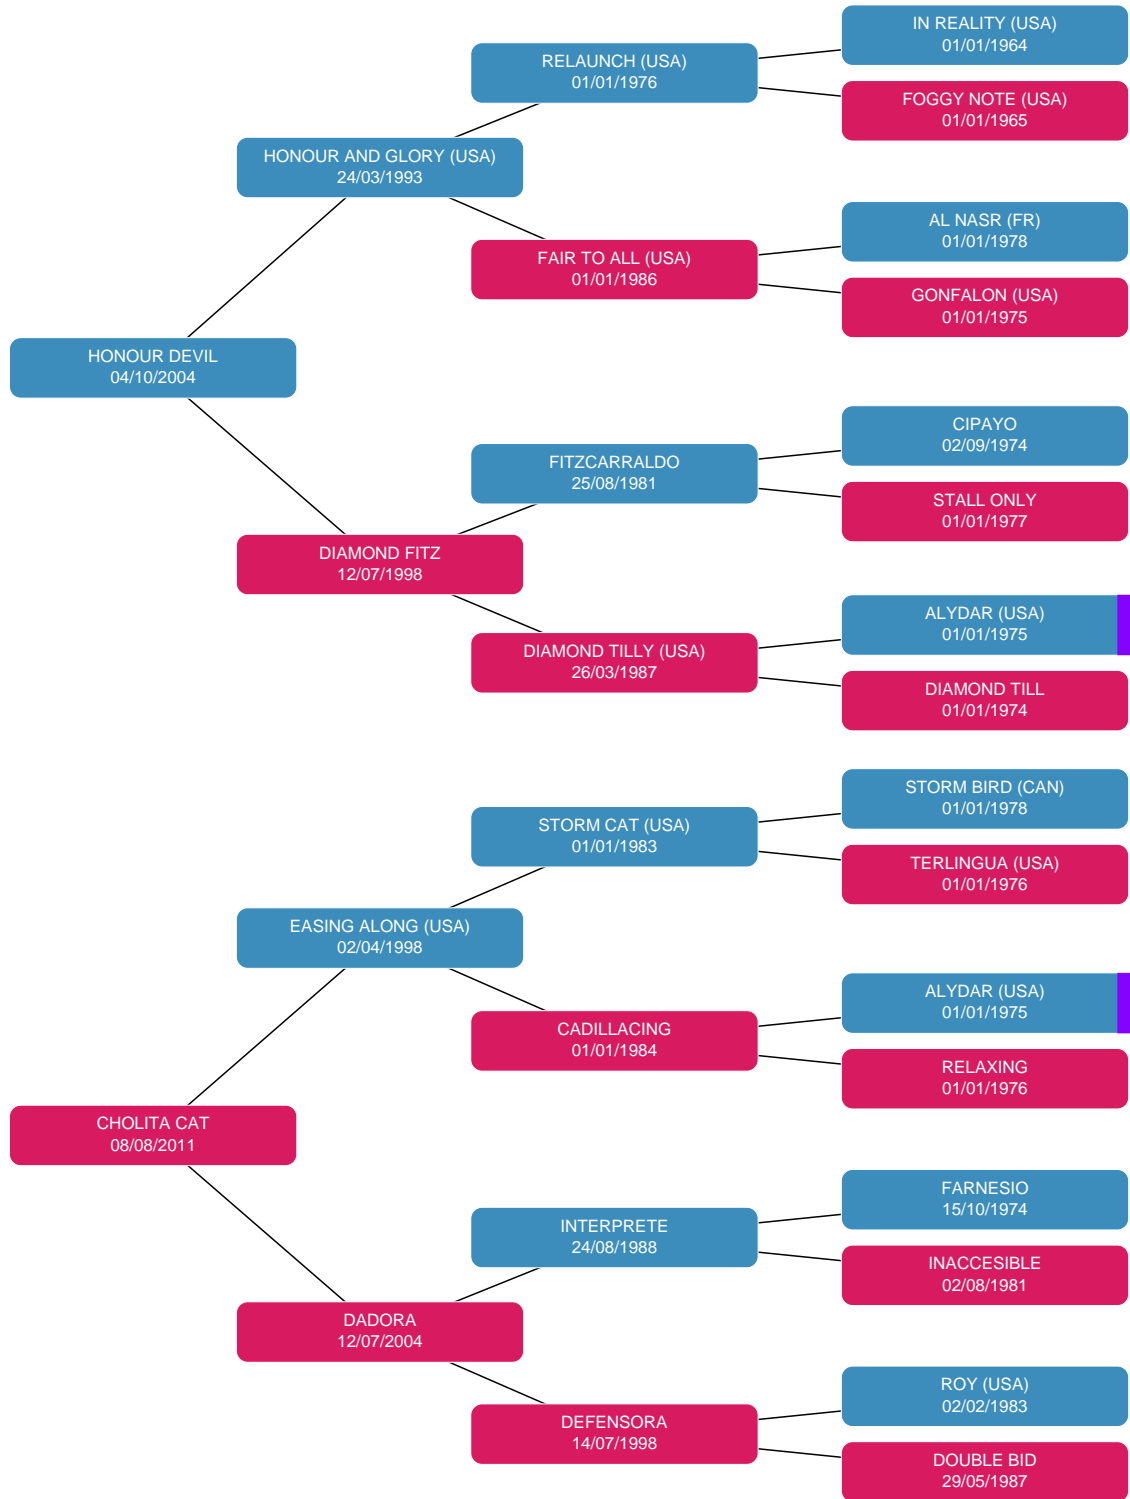 IN REALITY (USA)
01/01/1964
RELAUNCH (USA)
01/01/1976
FOGGY NOTE (USA)
01/01/1965
HONOUR AND GLORY (USA)
24/03/1993
AL NASR (FR)
01/01/1978
FAIR TO ALL (USA)
01/01/1986
GONFALON (USA)
01/01/1975
HONOUR DEVIL
04/10/2004
CIPAYO
02/09/1974
FITZCARRALDO
25/08/1981
STALL ONLY
01/01/1977
DIAMOND FITZ
12/07/1998
ALYDAR (USA)
01/01/1975
DIAMOND TILLY (USA)
26/03/1987
DIAMOND TILL
01/01/1974
STORM BIRD (CAN)
01/01/1978
STORM CAT (USA)
01/01/1983
TERLINGUA (USA)
01/01/1976
EASING ALONG (USA)
02/04/1998
ALYDAR (USA)
01/01/1975
CADILLACING
01/01/1984
RELAXING
01/01/1976
CHOLITA CAT
08/08/2011
FARNESIO
15/10/1974
INTERPRETE
24/08/1988
INACCESIBLE
02/08/1981
DADORA
12/07/2004
ROY (USA)
02/02/1983
DEFENSORA
14/07/1998
DOUBLE BID
29/05/1987